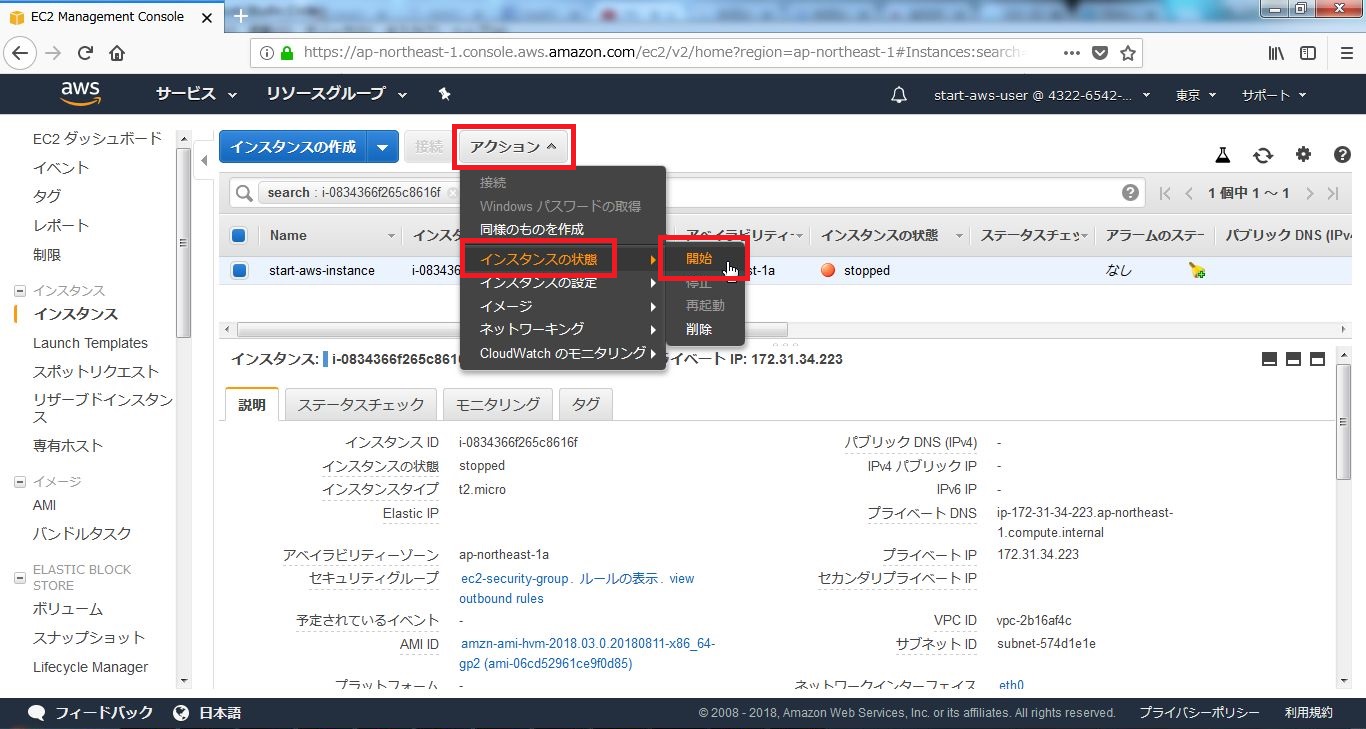 EC2 Management Console
https://ap-northeast-1.console.aws.amazon.com/ec2/v2/home?region=ap-northeast-1#Instances:search=
aws
サービス
リソースグループ
start-aws-user @ 4322-6542-...
東京
サポート
EC2 ダッシュボード
イベント
タグ
レポート
制限
インスタンス
インスタンス
Launch Templates
スポットリクエスト
リザーブドインスタンス
専有ホスト
イメージ
AMI
バンドルタスク
ELASTIC BLOCK STORE
ボリューム
スナップショット
Lifecycle Manager
インスタンスの作成
接続
アクション
接続
Windows パスワードの取得
同様のものを作成
インスタンスの状態
インスタンスの設定
イメージ
ネットワーキング
CloudWatch のモニタリング
開始
停止
再起動
削除
search : i-0834366f265c8616f
1 個中 1 ～ 1
Name
インスタ
アベイラビリティー
インスタンスの状態
ステータスチェッ
アラームのステー
パブリック DNS (IPv4
start-aws-instance
i-083436
st-1a
stopped
なし
インスタンス:
i-0834366f265c861
ライベート IP: 172.31.34.223
説明
ステータスチェック
モニタリング
タグ
インスタンス ID
i-0834366f265c8616f
パブリック DNS (IPv4)
-
インスタンスの状態
stopped
IPv4 パブリック IP
-
インスタンスタイプ
t2.micro
IPv6 IP
-
Elastic IP
プライベート DNS
ip-172-31-34-223.ap-northeast-
1.compute.internal
アベイラビリティーゾーン
ap-northeast-1a
プライベート IP
172.31.34.223
セキュリティグループ
ec2-security-group. ルールの表示. view
outbound rules
セカンダリプライベート IP
予定されているイベント
-
VPC ID
vpc-2b16af4c
AMI ID
amzn-ami-hvm-2018.03.0.20180811-x86_64-
gp2 (ami-06cd52961ce9f0d85)
サブネット ID
subnet-574d1e1e
プラットフォーム
-
ネットワークインターフェイス
eth0
フィードバック
日本語
© 2008 - 2018, Amazon Web Services, Inc. or its affiliates. All rights reserved.
プライバシーポリシー
利用規約